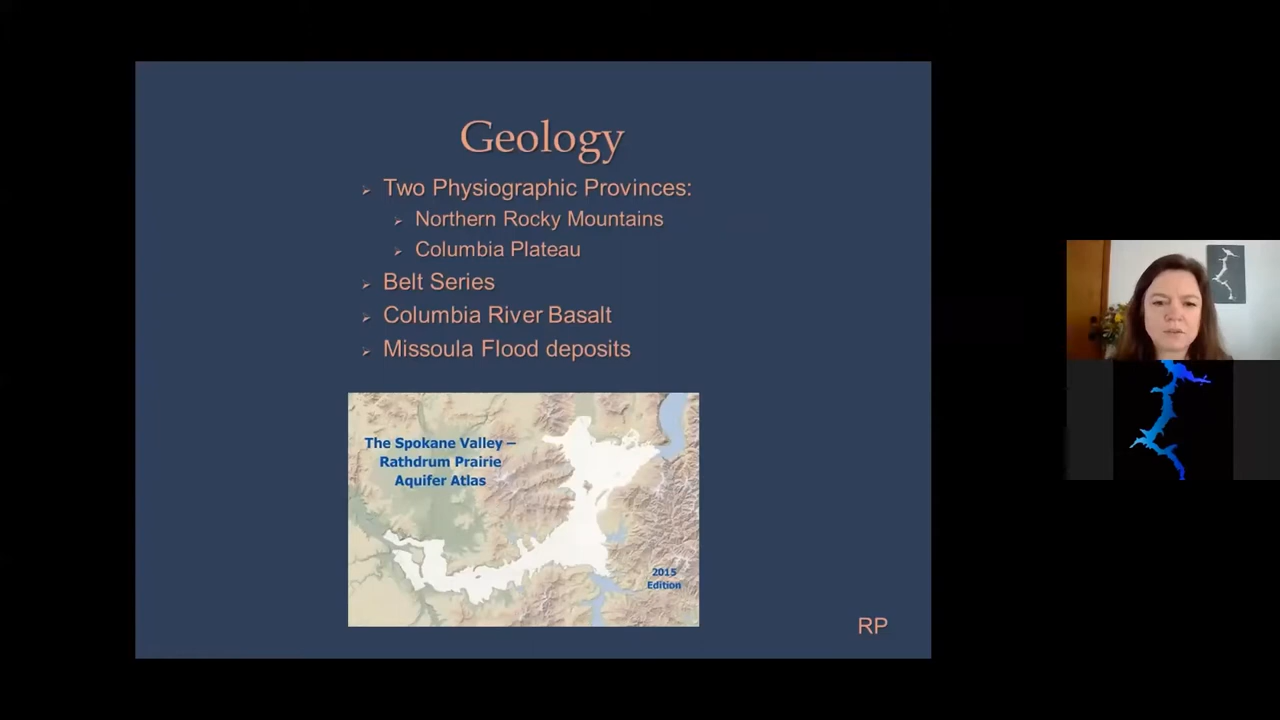 Geology
Two Physiographic Provinces:
Northern Rocky Mountains
Columbia Plateau
Belt Series
Columbia River Basalt
Missoula Flood deposits
The Spokane Valley –
Rathdrum Prairie
Aquifer Atlas
2015
Edition
RP